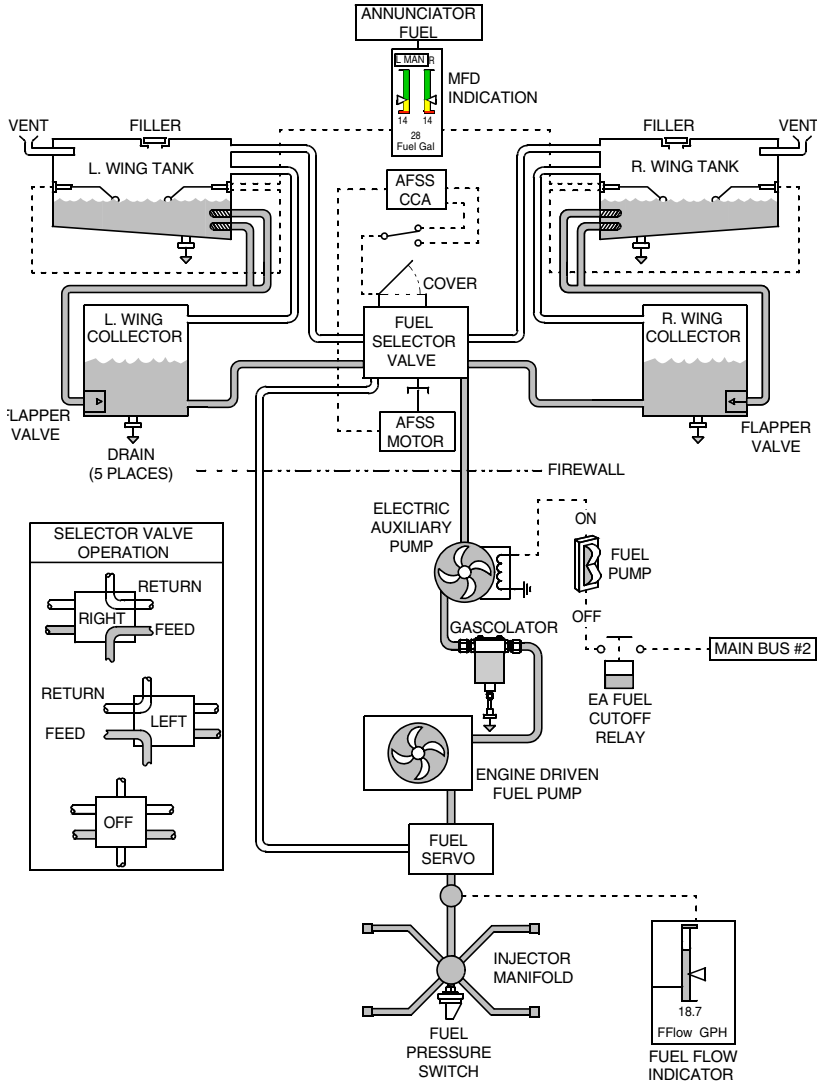 ANNUNCIATOR
FUEL
L MAN R
MFD
INDICATION
14 14
28
Fuel Gal
VENT
FILLER
L. WING TANK
FILLER
VENT
R. WING TANK
AFSS
CCA
COVER
L. WING
COLLECTOR
FUEL
SELECTOR
VALVE
R. WING
COLLECTOR
FLAPPER
VALVE
FLAPPER
VALVE
AFSS
MOTOR
DRAIN
(5 PLACES)
FIREWALL
ELECTRIC
AUXILIARY
PUMP
ON
FUEL
PUMP
OFF
SELECTOR VALVE
OPERATION
RETURN
RIGHT
FEED
RETURN
LEFT
FEED
OFF
GASCOLATOR
MAIN BUS #2
EA FUEL
CUTOFF
RELAY
ENGINE DRIVEN
FUEL PUMP
FUEL
SERVO
INJECTOR
MANIFOLD
FUEL
PRESSURE
SWITCH
18.7
FFlow GPH
FUEL FLOW
INDICATOR